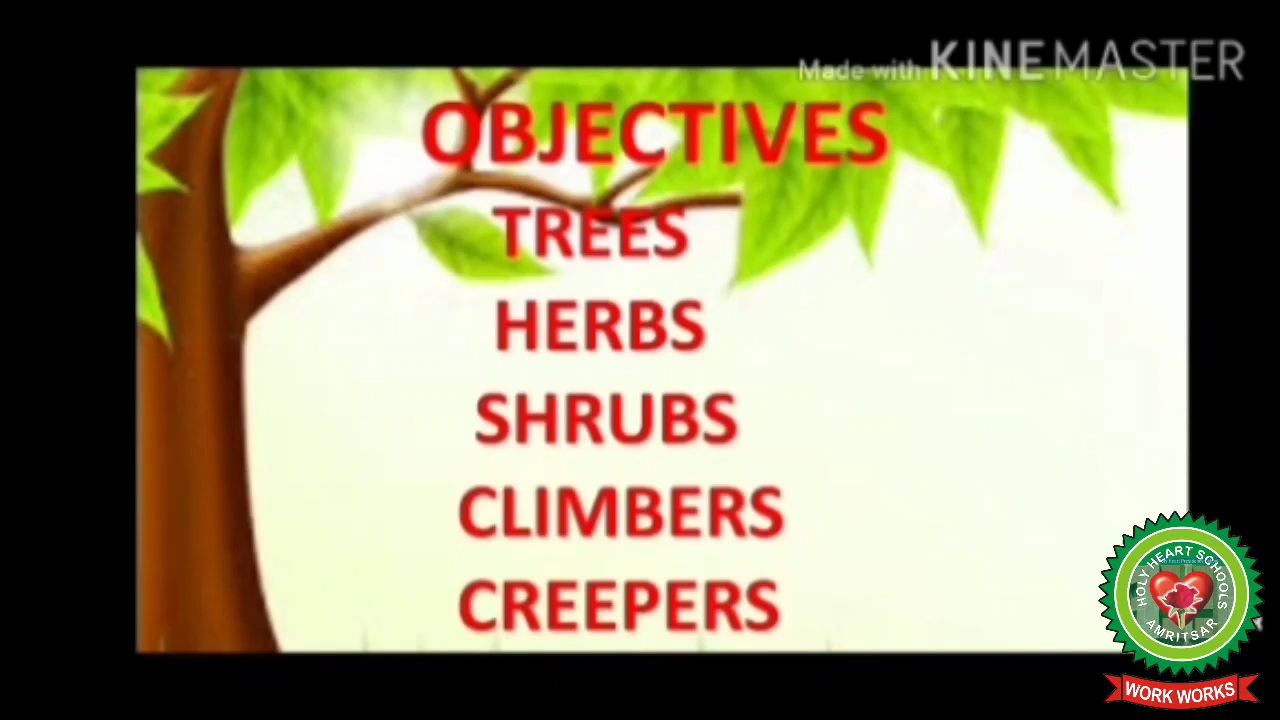 Made with KINEMASTER
OBJECTIVES
TREES
HERBS
SHRUBS
CLIMBERS
CREEPERS
HOLY HEART SCHOOLS
AMRITSAR
WORK WORKS